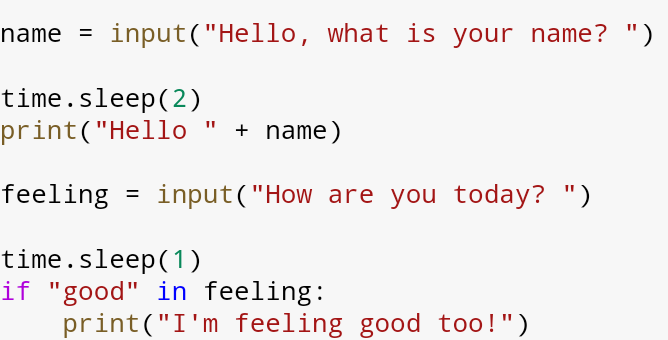 name = input("Hello, what is your name? ")
time.sleep(2)
print("Hello " + name)
feeling = input("How are you today? ")
time.sleep(1)
if "good" in feeling:
    print("I'm feeling good too!")